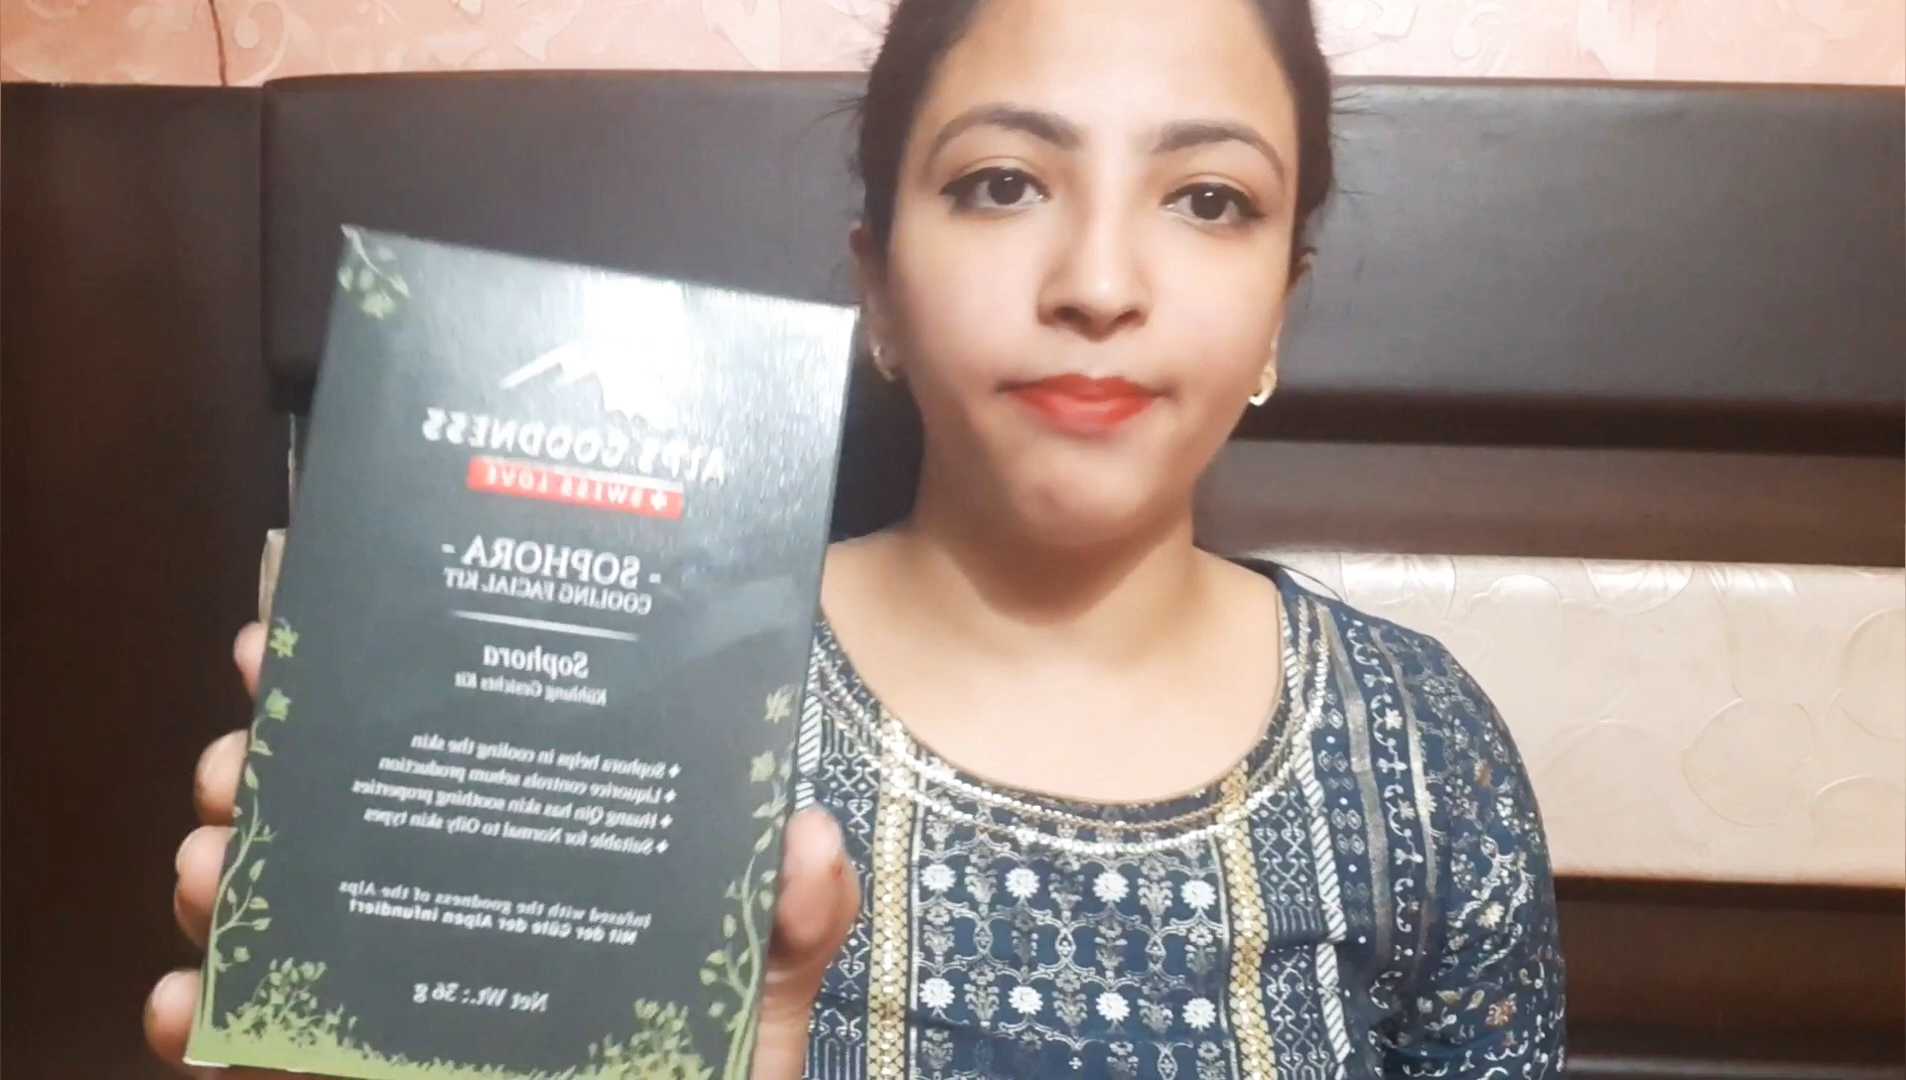 ALPS GOODNESS
SWISS LOVE
- SOPHORA -
COOLING FACIAL KIT
Sophora
Kühlung Gesichts Kit
Sophora helps in cooling the skin
Liquorice controls sebum production
Huang Qin has skin soothing properties
Suitable for Normal to Oily skin types
Infused with the goodness of the Alps
Mit der Güte der Alpen infundiert
Net Wt.: 36 g